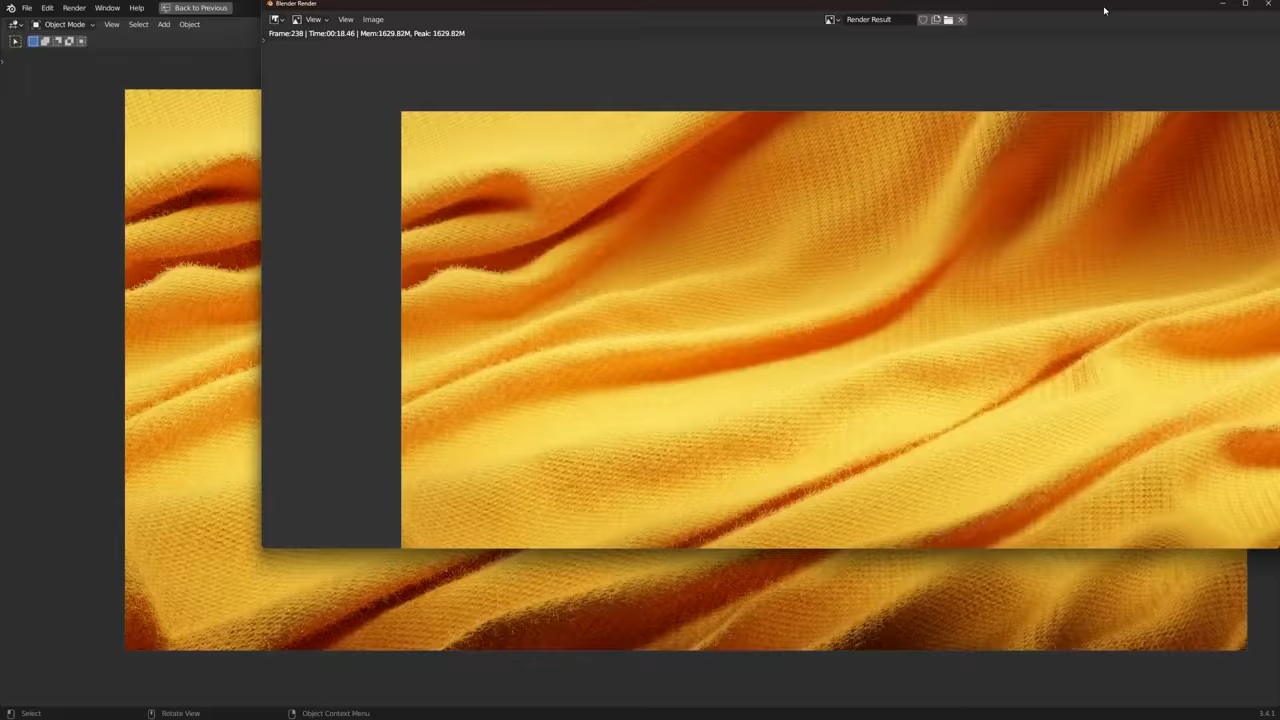 File Edit Render Window Help Back to Previous
Object Mode View Select Add Object
Blender Render
View View Image Render Result
Frame:238 | Time:00:18.46 | Mem:1629.82M, Peak: 1629.82M
Select Rotate View Object Context Menu 3.4.1